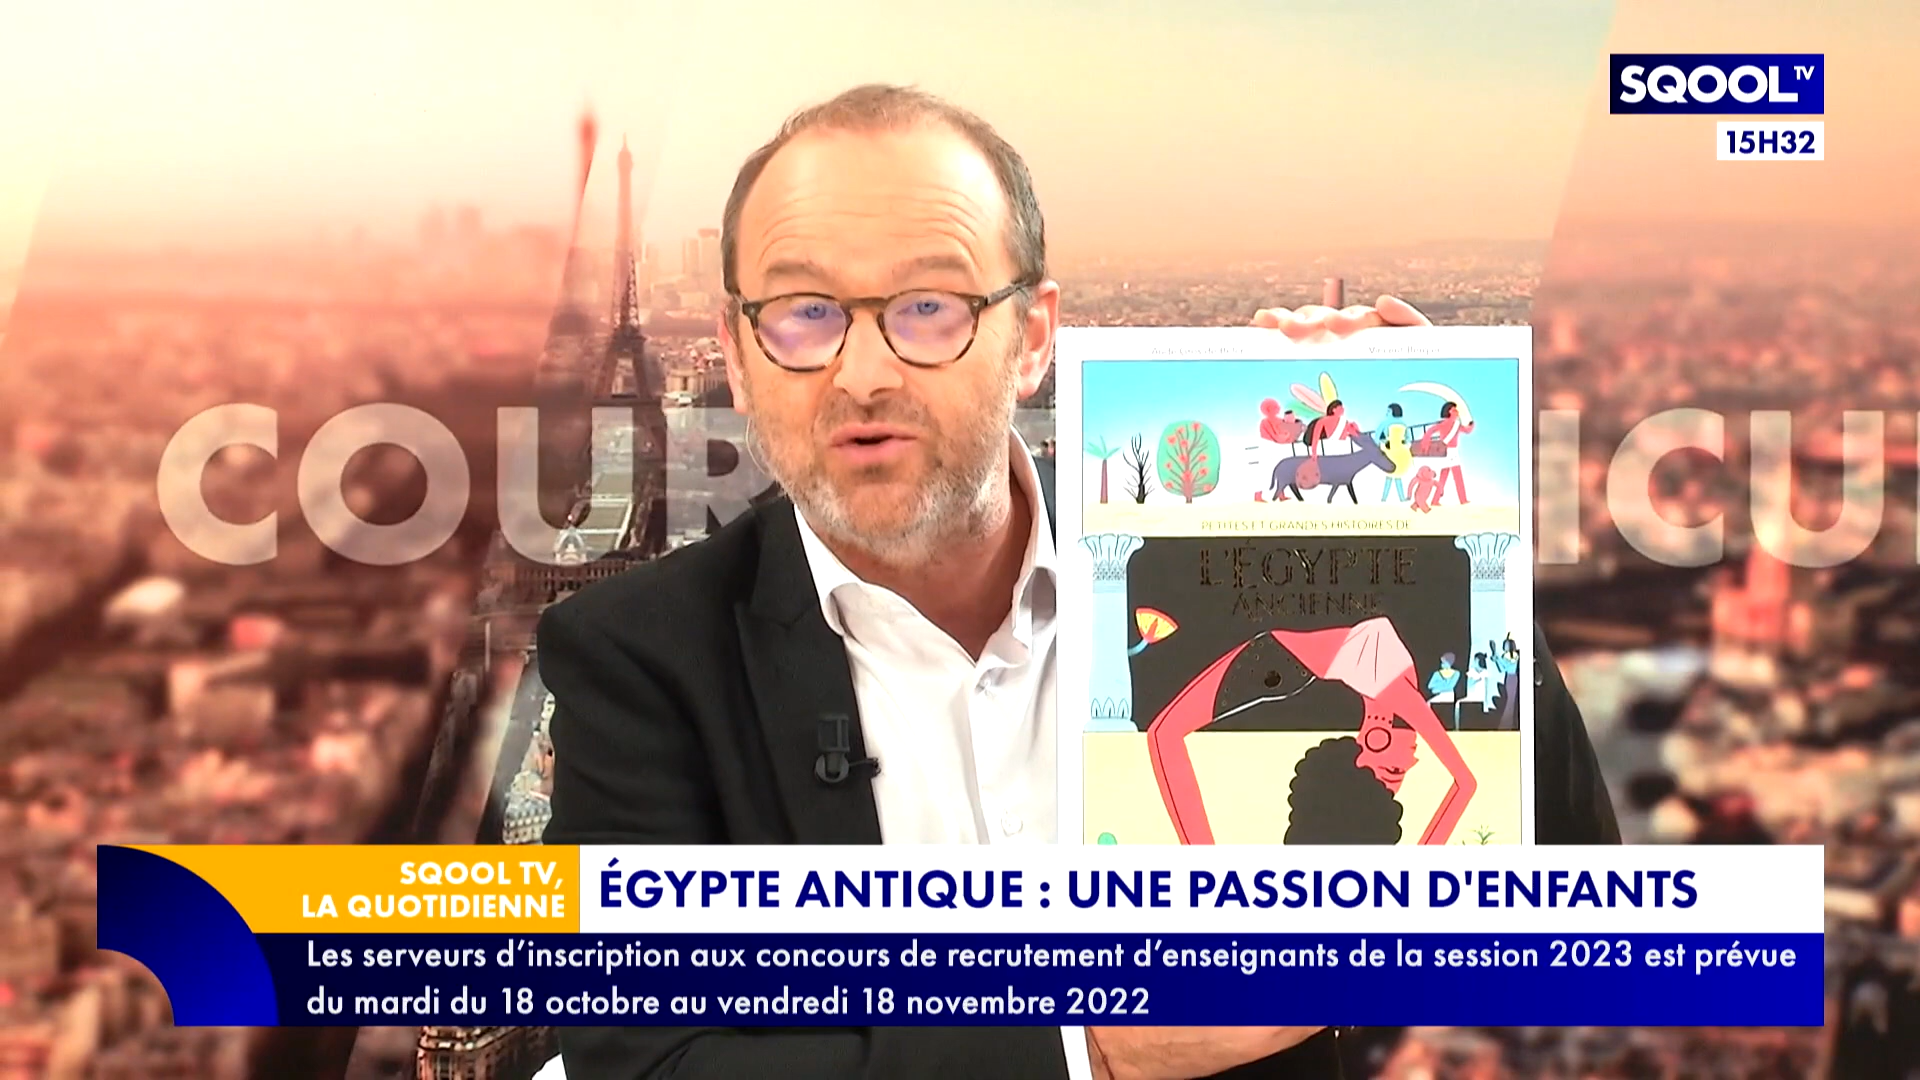 SQOOL TV
15H32
COUR
ICU
PETITES ET GRANDES HISTOIRES DE
L'ÉGYPTE
ANCIENNE
SQOOL TV,
LA QUOTIDIENNE
ÉGYPTE ANTIQUE : UNE PASSION D'ENFANTS
Les serveurs d’inscription aux concours de recrutement d’enseignants de la session 2023 est prévue
du mardi du 18 octobre au vendredi 18 novembre 2022